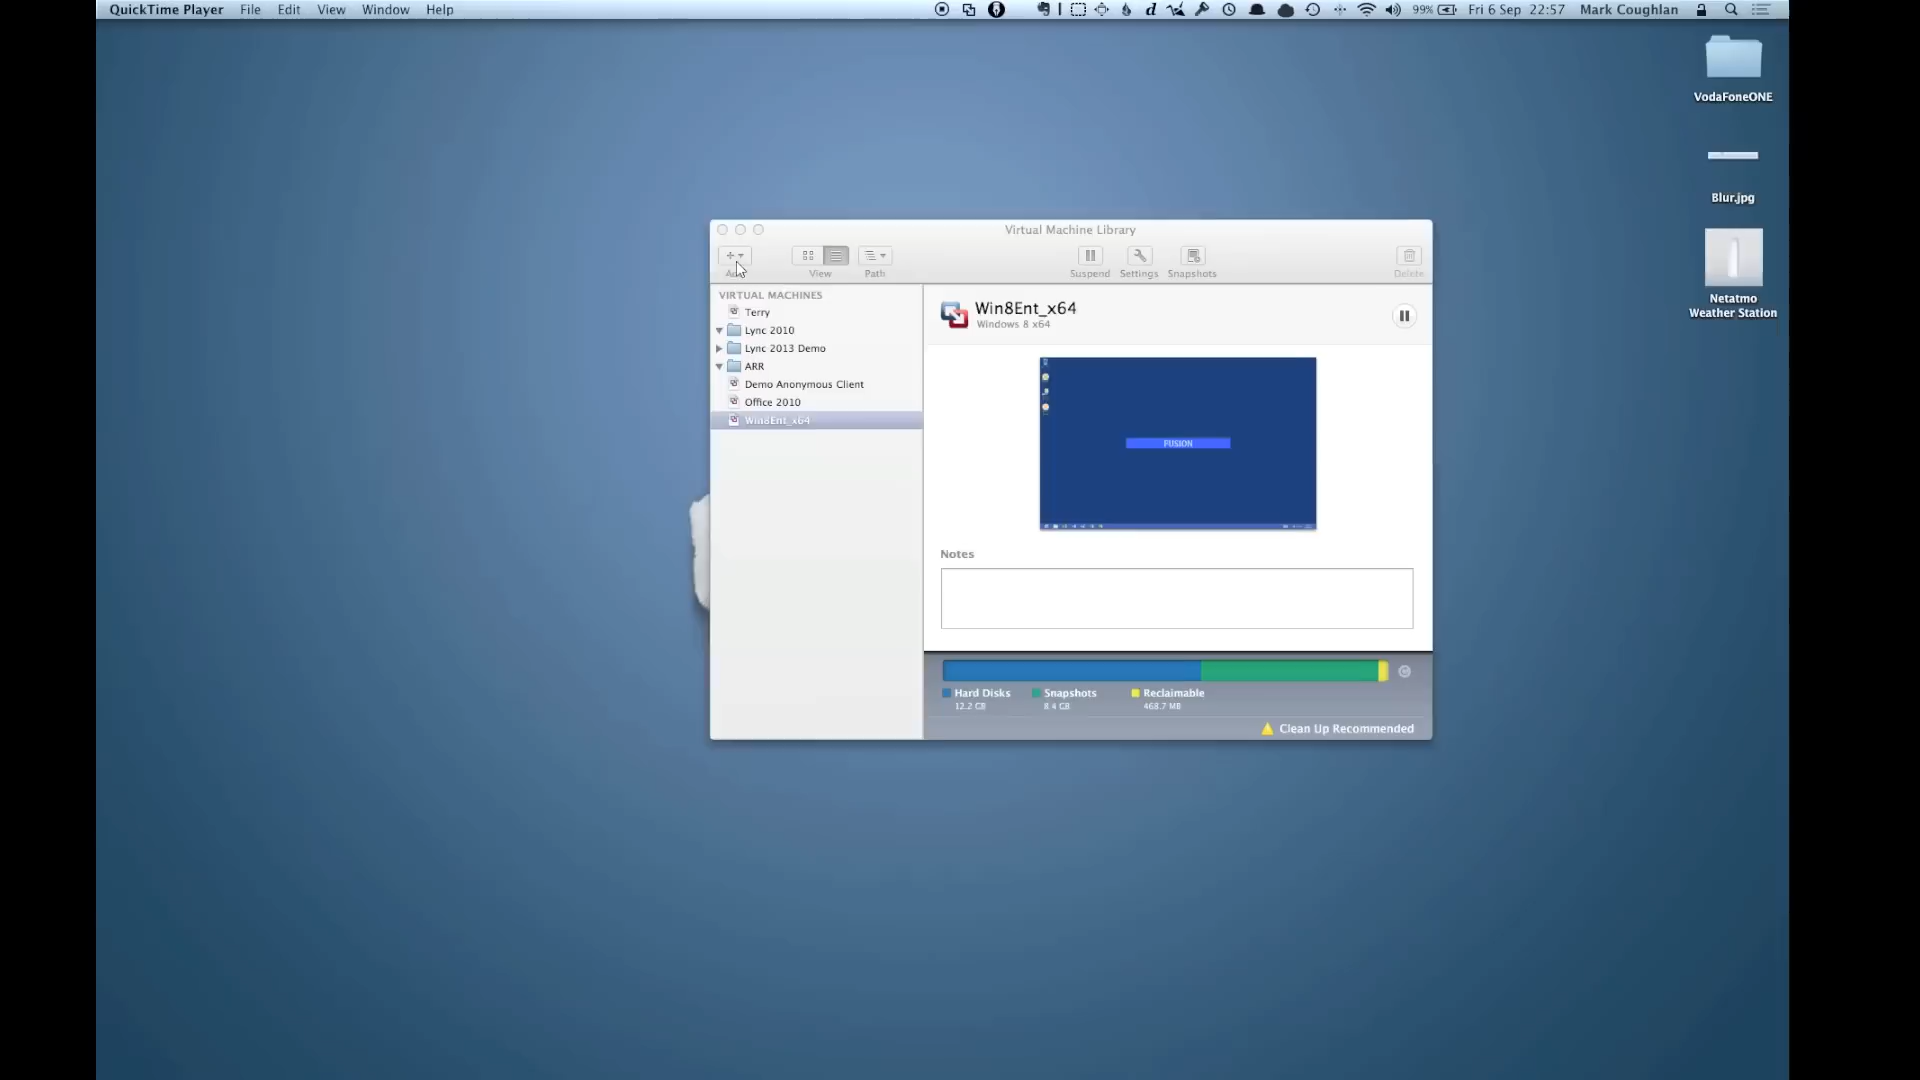 QuickTime Player File Edit View Window Help
99% Fri 6 Sep 22:57 Mark Coughlan
VodaFoneONE
Blur.jpg
Netatmo
Weather Station
Virtual Machine Library
View Path Suspend Settings Snapshots Delete
VIRTUAL MACHINES
Terry
Lync 2010
Lync 2013 Demo
ARR
Demo Anonymous Client
Office 2010
Win8Ent_x64
Win8Ent_x64
Windows 8 x64
FUSION
Notes
Hard Disks Snapshots Reclaimable
12.2 GB 8.4 GB 468.7 MB
Clean Up Recommended